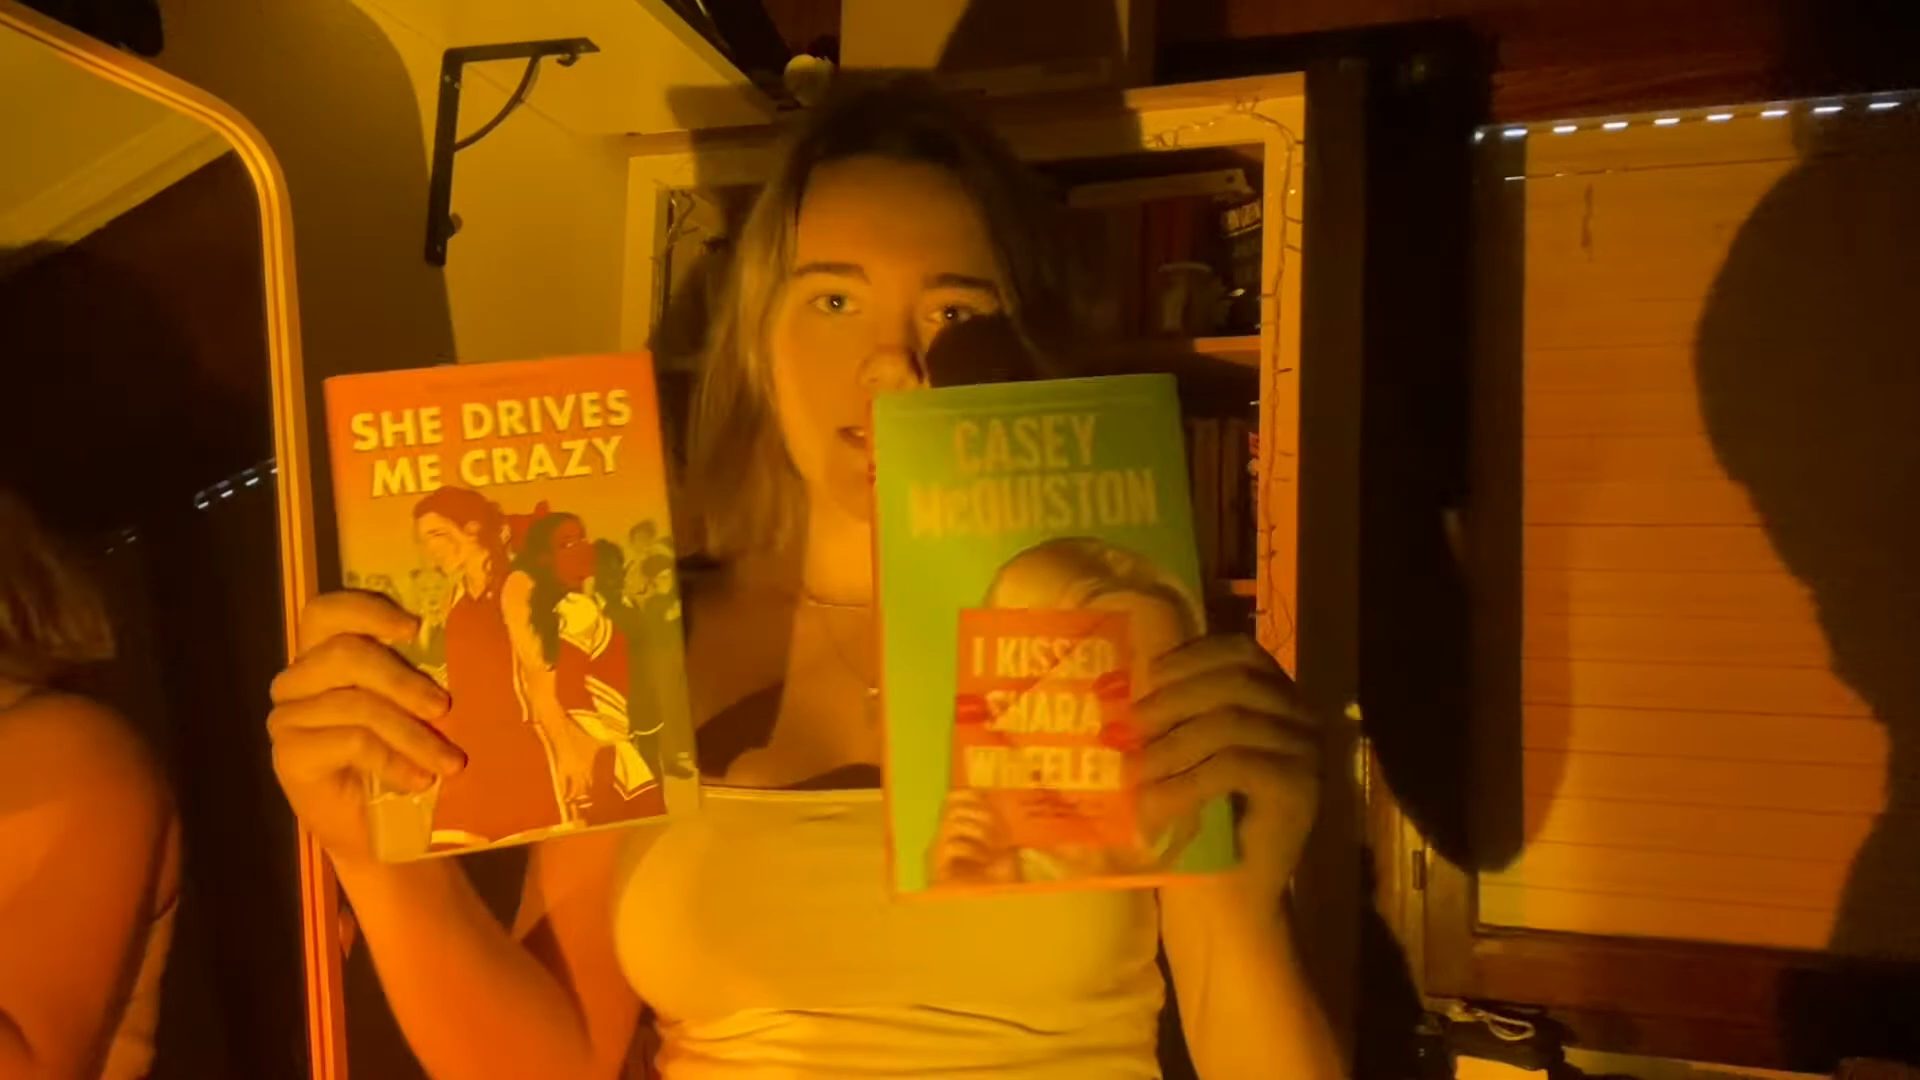 SHE DRIVES
ME CRAZY
CASEY
McQUISTON
I KISSED
SHARA
WHEELER